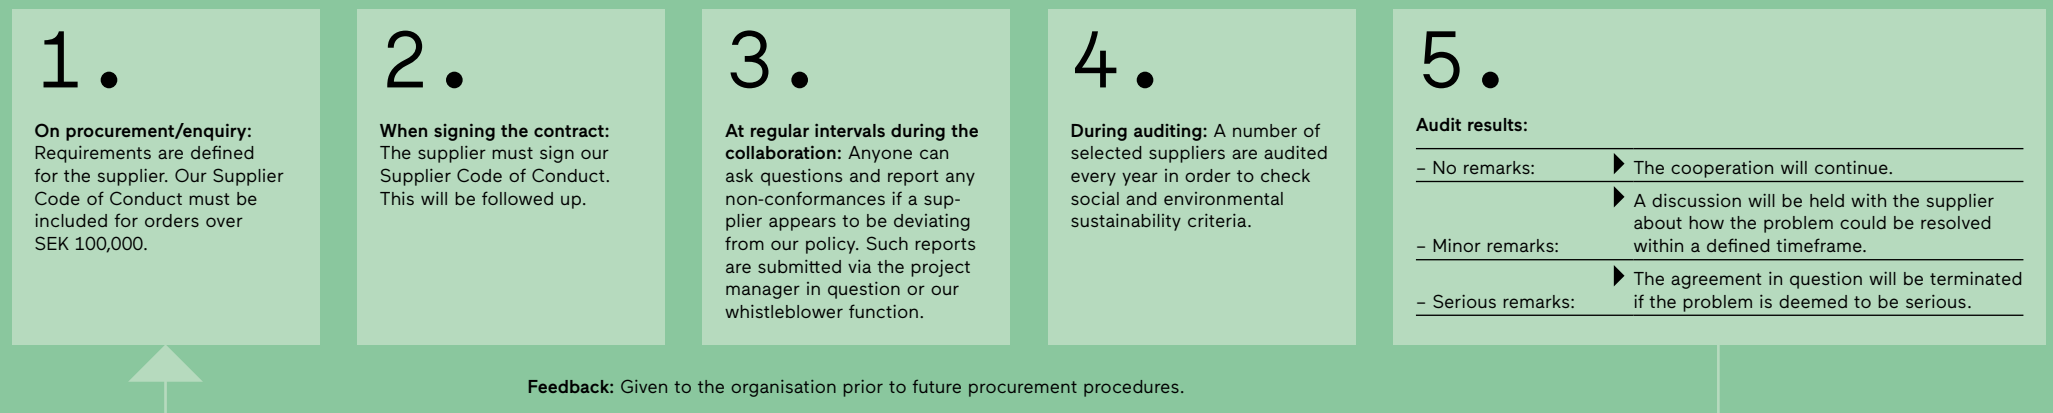 1.
On procurement/enquiry:
Requirements are defined
for the supplier. Our Supplier
Code of Conduct must be
included for orders over
SEK 100,000.
2.
When signing the contract:
The supplier must sign our
Supplier Code of Conduct.
This will be followed up.
3.
At regular intervals during the
collaboration: Anyone can
ask questions and report any
non-conformances if a sup-
plier appears to be deviating
from our policy. Such reports
are submitted via the project
manager in question or our
whistleblower function.
4.
During auditing: A number of
selected suppliers are audited
every year in order to check
social and environmental
sustainability criteria.
5.
Audit results:
– No remarks: The cooperation will continue.
A discussion will be held with the supplier
about how the problem could be resolved
– Minor remarks: within a defined timeframe.
The agreement in question will be terminated
– Serious remarks: if the problem is deemed to be serious.
Feedback: Given to the organisation prior to future procurement procedures.